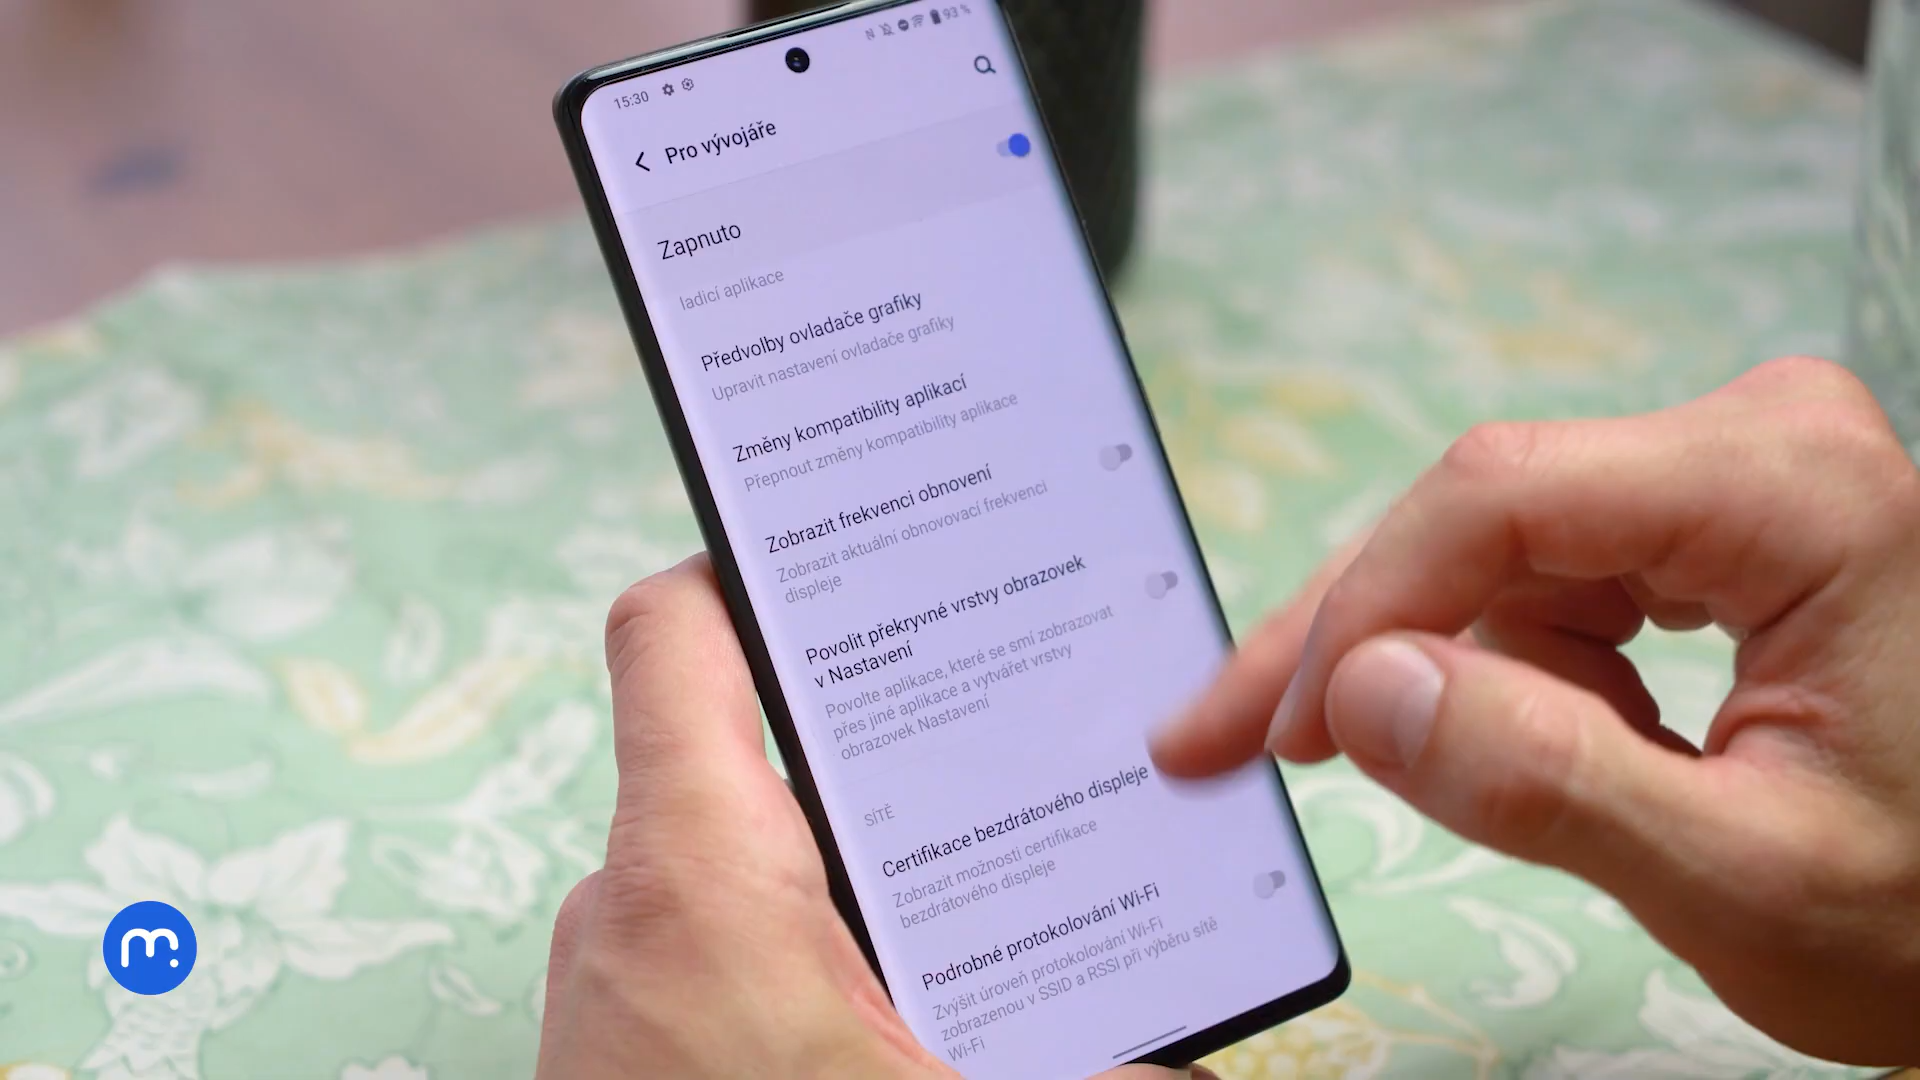 15:30
93 %
Pro vývojáře
Zapnuto
ladicí aplikace
Předvolby ovladače grafiky
Upravit nastavení ovladače grafiky
Změny kompatibility aplikací
Přepnout změny kompatibility aplikace
Zobrazit frekvenci obnovení
Zobrazit aktuální obnovovací frekvenci
displeje
Povolit překryvné vrstvy obrazovek
v Nastavení
Povolte aplikace, které se smí zobrazovat
přes jiné aplikace a vytvářet vrstvy
obrazovek Nastavení
SÍTĚ
Certifikace bezdrátového displeje
Zobrazit možnosti certifikace
bezdrátového displeje
Podrobné protokolování Wi-Fi
Zvýšit úroveň protokolování Wi-Fi
zobrazenou v SSID a RSSI při výběru sítě
Wi-Fi
m.